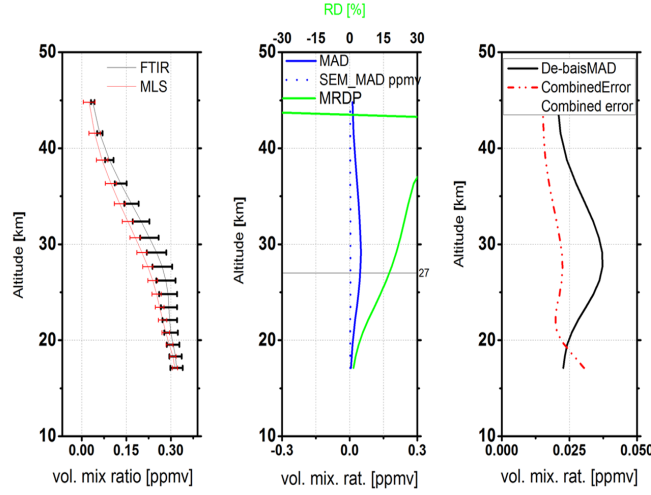 RD [%]
-30 -15 0 15 30
50
FTIR
MLS
40
30
20
10
Altitude [km]
0.00 0.15 0.30
vol. mix ratio [ppmv]
50
MAD
SEM_MAD ppmv
MRDP
40
30
27
20
10
Altitude [km]
-0.3 0.0 0.3
vol. mix. rat. [ppmv]
50
De-baisMAD
CombinedError
Combined error
40
30
20
10
Altitude [km]
0.000 0.025 0.050
vol. mix. rat. [ppmv]